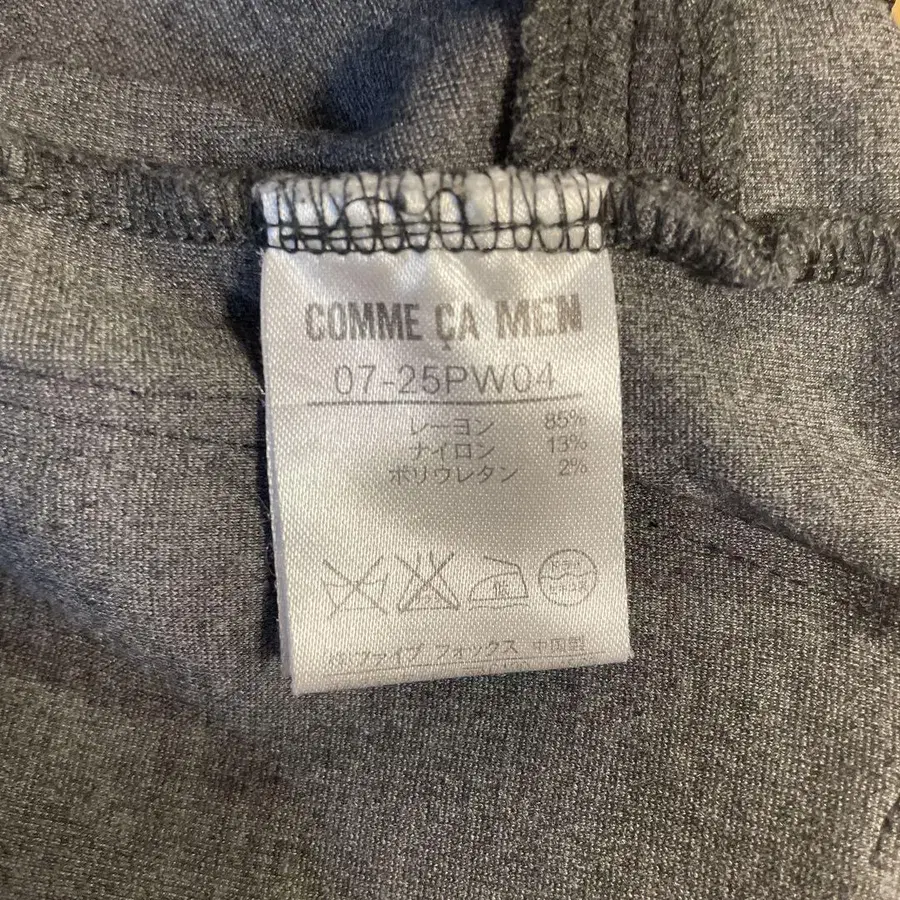 COMME ÇA MEN
07-25PW04
レーヨン 85%
ナイロン 13%
ポリウレタン 2%
㈱ファイブ フォックス 中国製